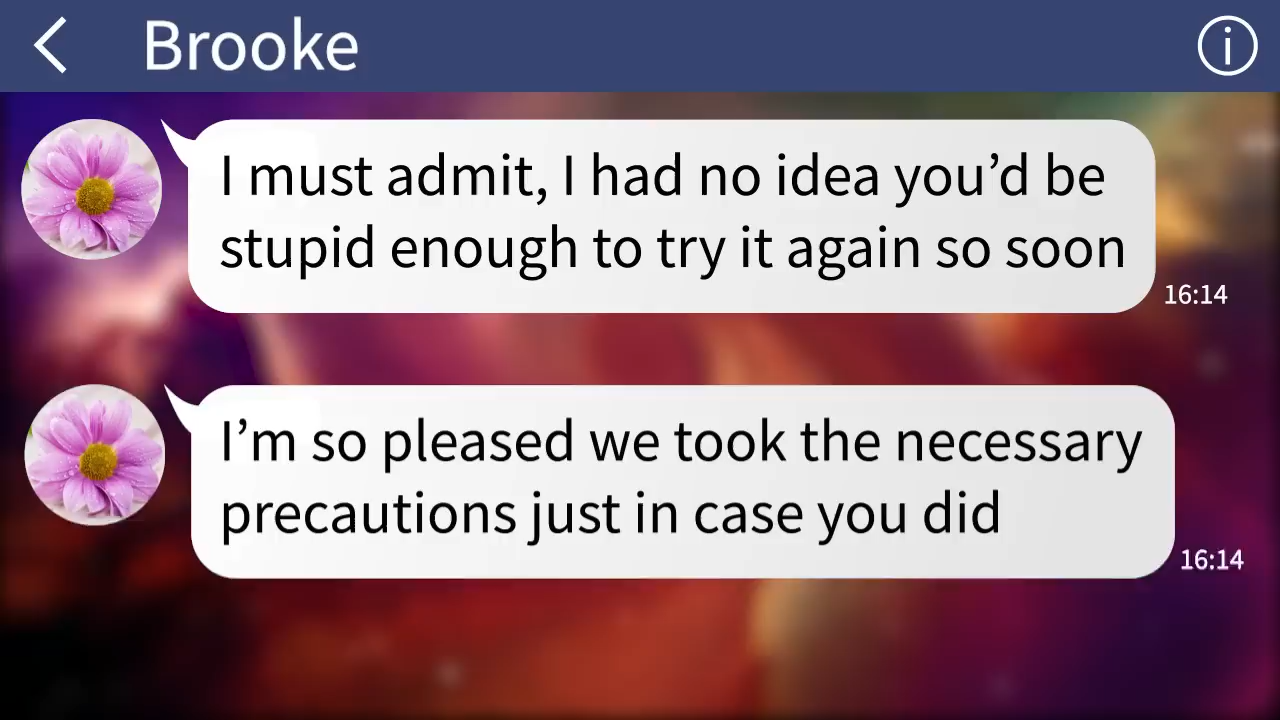 Brooke
I must admit, I had no idea you’d be
stupid enough to try it again so soon
16:14
I’m so pleased we took the necessary
precautions just in case you did
16:14